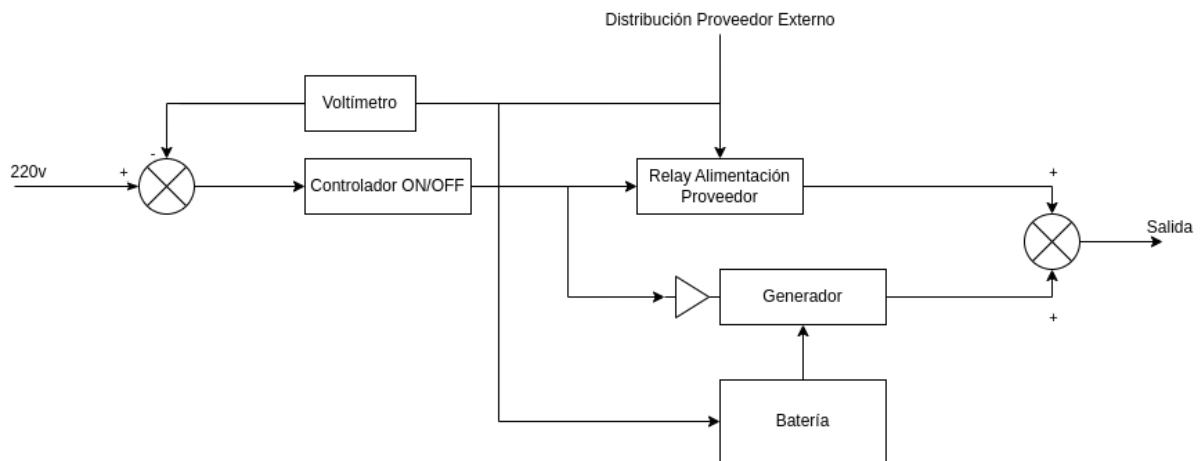 Distribución Proveedor Externo
Voltímetro
-
220v
+
Controlador ON/OFF
Relay Alimentación
Proveedor
+
Salida
Generador
+
Batería